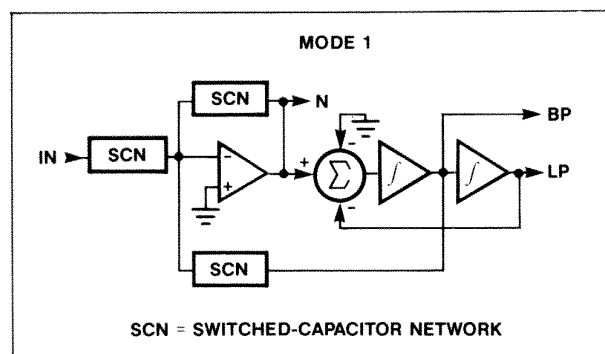 MODE 1
SCN
N
IN
SCN
-
+
+
-
Σ
-
∫
∫
BP
LP
SCN
SCN = SWITCHED-CAPACITOR NETWORK